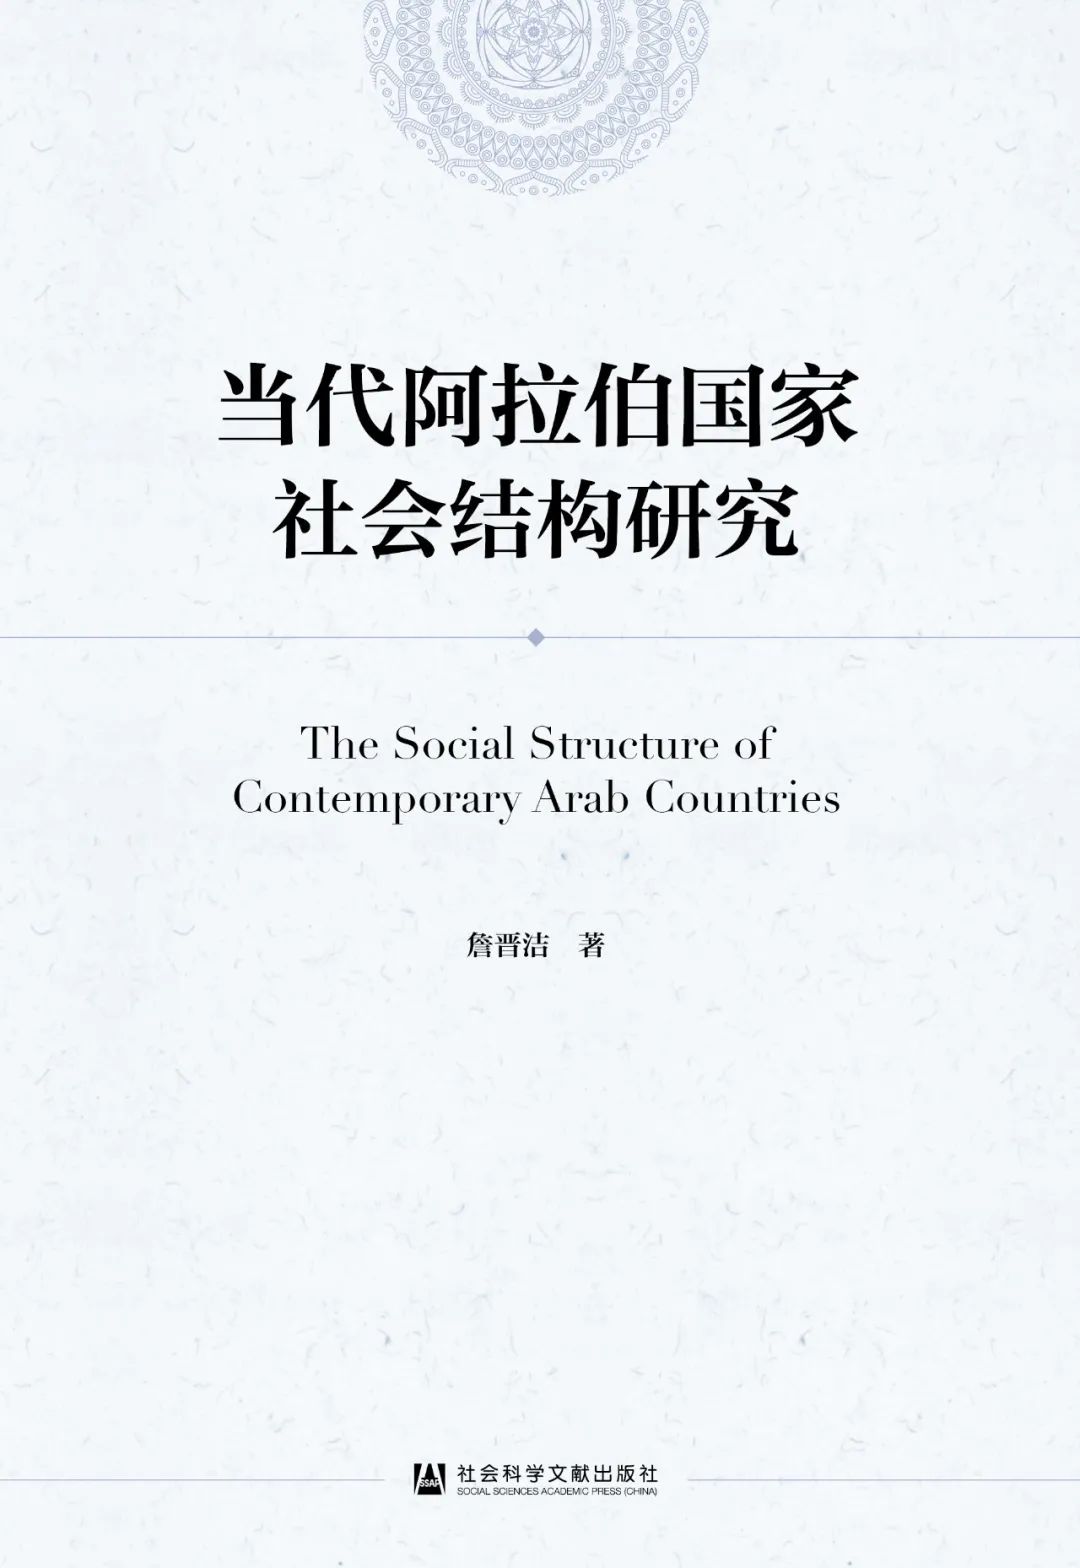 当代阿拉伯国家
社会结构研究
The Social Structure of
Contemporary Arab Countries
詹晋洁 著
SSAP
社会科学文献出版社
SOCIAL SCIENCES ACADEMIC PRESS (CHINA)